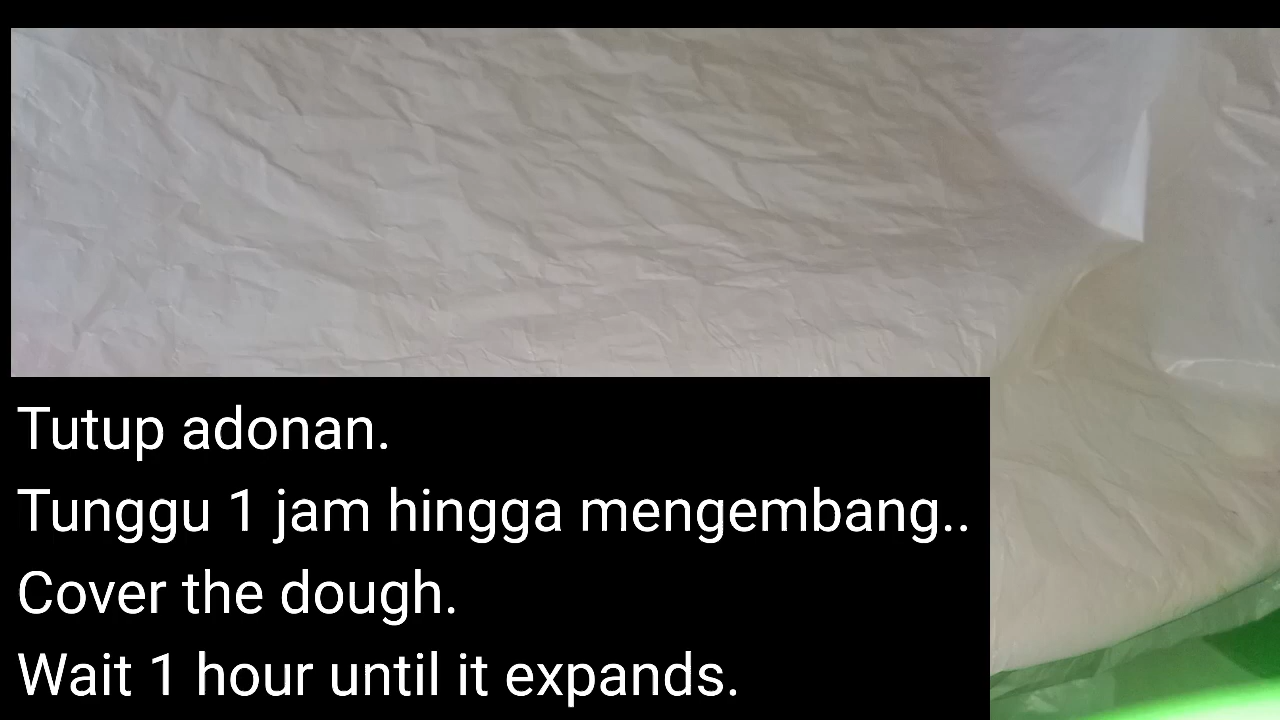 Tutup adonan.
Tunggu 1 jam hingga mengembang..
Cover the dough.
Wait 1 hour until it expands.